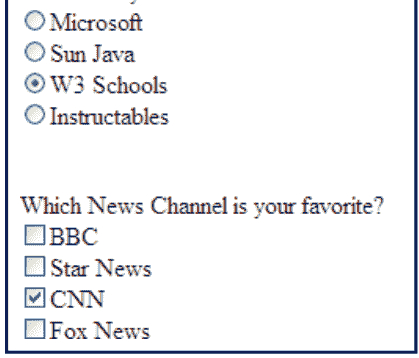 Microsoft
Sun Java
W3 Schools
Instructables
Which News Channel is your favorite?
BBC
Star News
CNN
Fox News